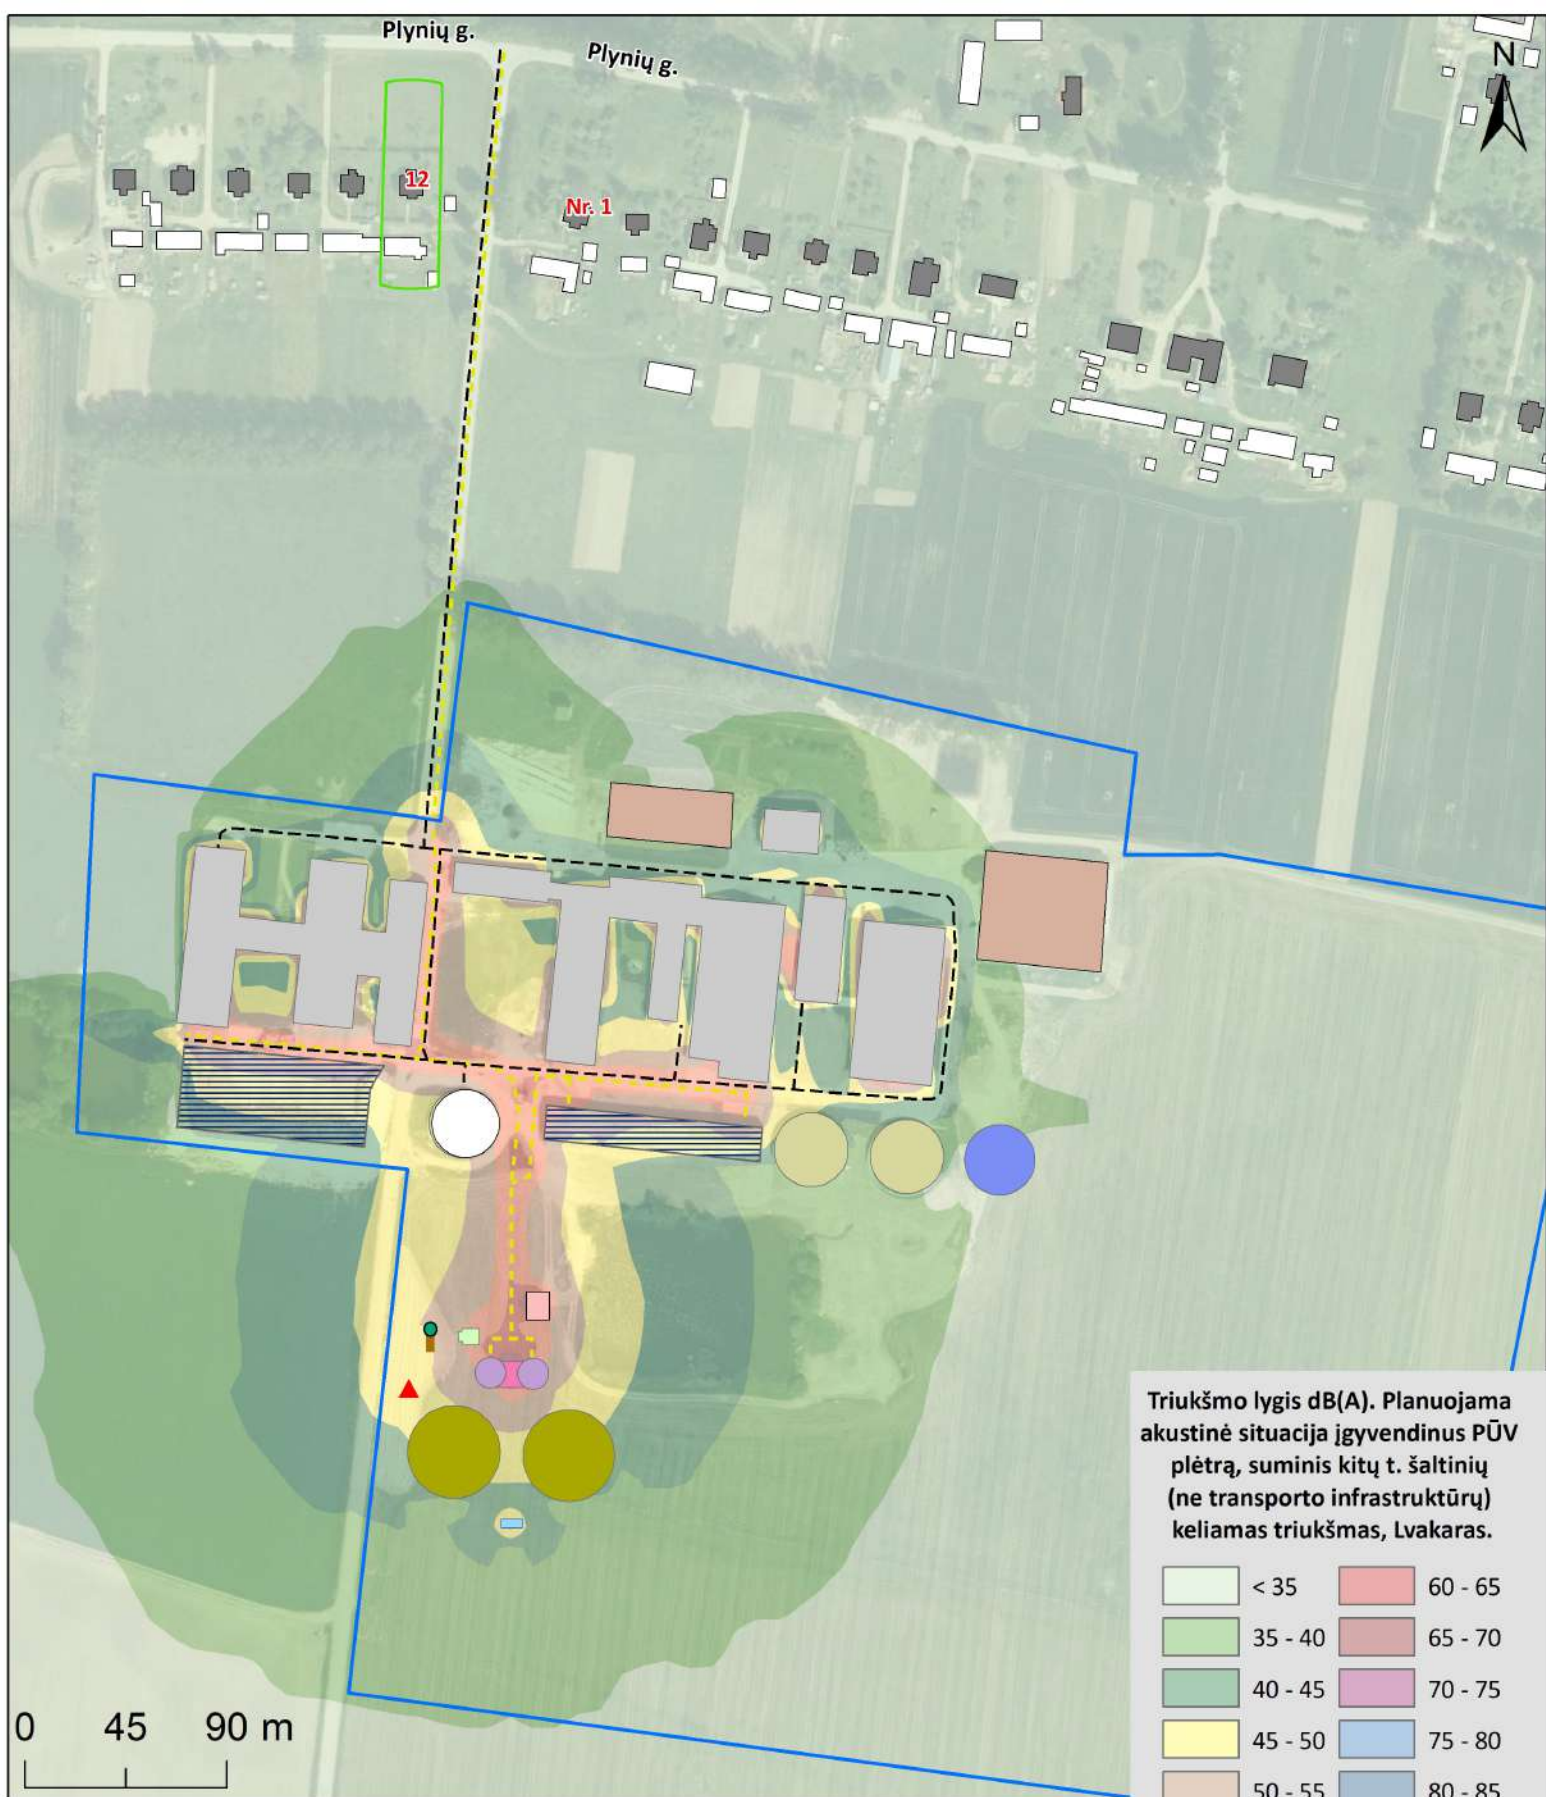 Plynių g.
Plynių g.
N
12
Nr. 1
Triukšmo lygis dB(A). Planuojama
akustinė situacija įgyvendinus PŪV
plėtrą, suminis kitų t. šaltinių
(ne transporto infrastruktūrų)
keliamas triukšmas, Lvakaras.
< 35
60 - 65
35 - 40
65 - 70
40 - 45
70 - 75
45 - 50
75 - 80
50 - 55
80 - 85
0 45 90 m